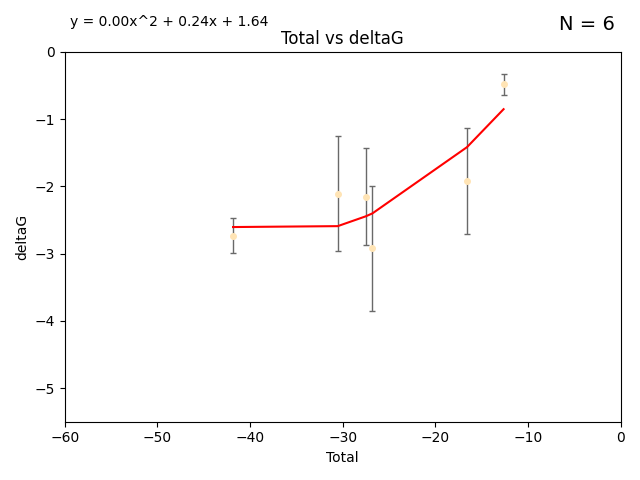 y = 0.00x^2 + 0.24x + 1.64
N = 6
Total vs deltaG
0
−1
−2
−3
−4
−5
deltaG
−60 −50 −40 −30 −20 −10 0
Total